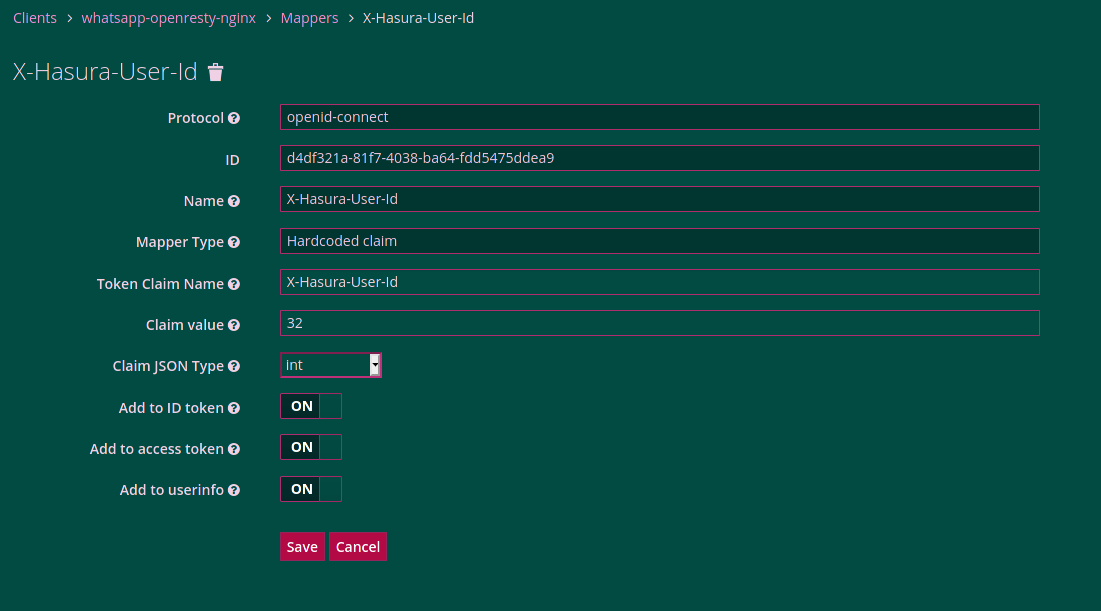 Clients > whatsapp-openresty-nginx > Mappers > X-Hasura-User-Id
X-Hasura-User-Id
Protocol openid-connect
ID d4df321a-81f7-4038-ba64-fdd5475ddea9
Name X-Hasura-User-Id
Mapper Type Hardcoded claim
Token Claim Name X-Hasura-User-Id
Claim value 32
Claim JSON Type int
Add to ID token ON
Add to access token ON
Add to userinfo ON
Save Cancel